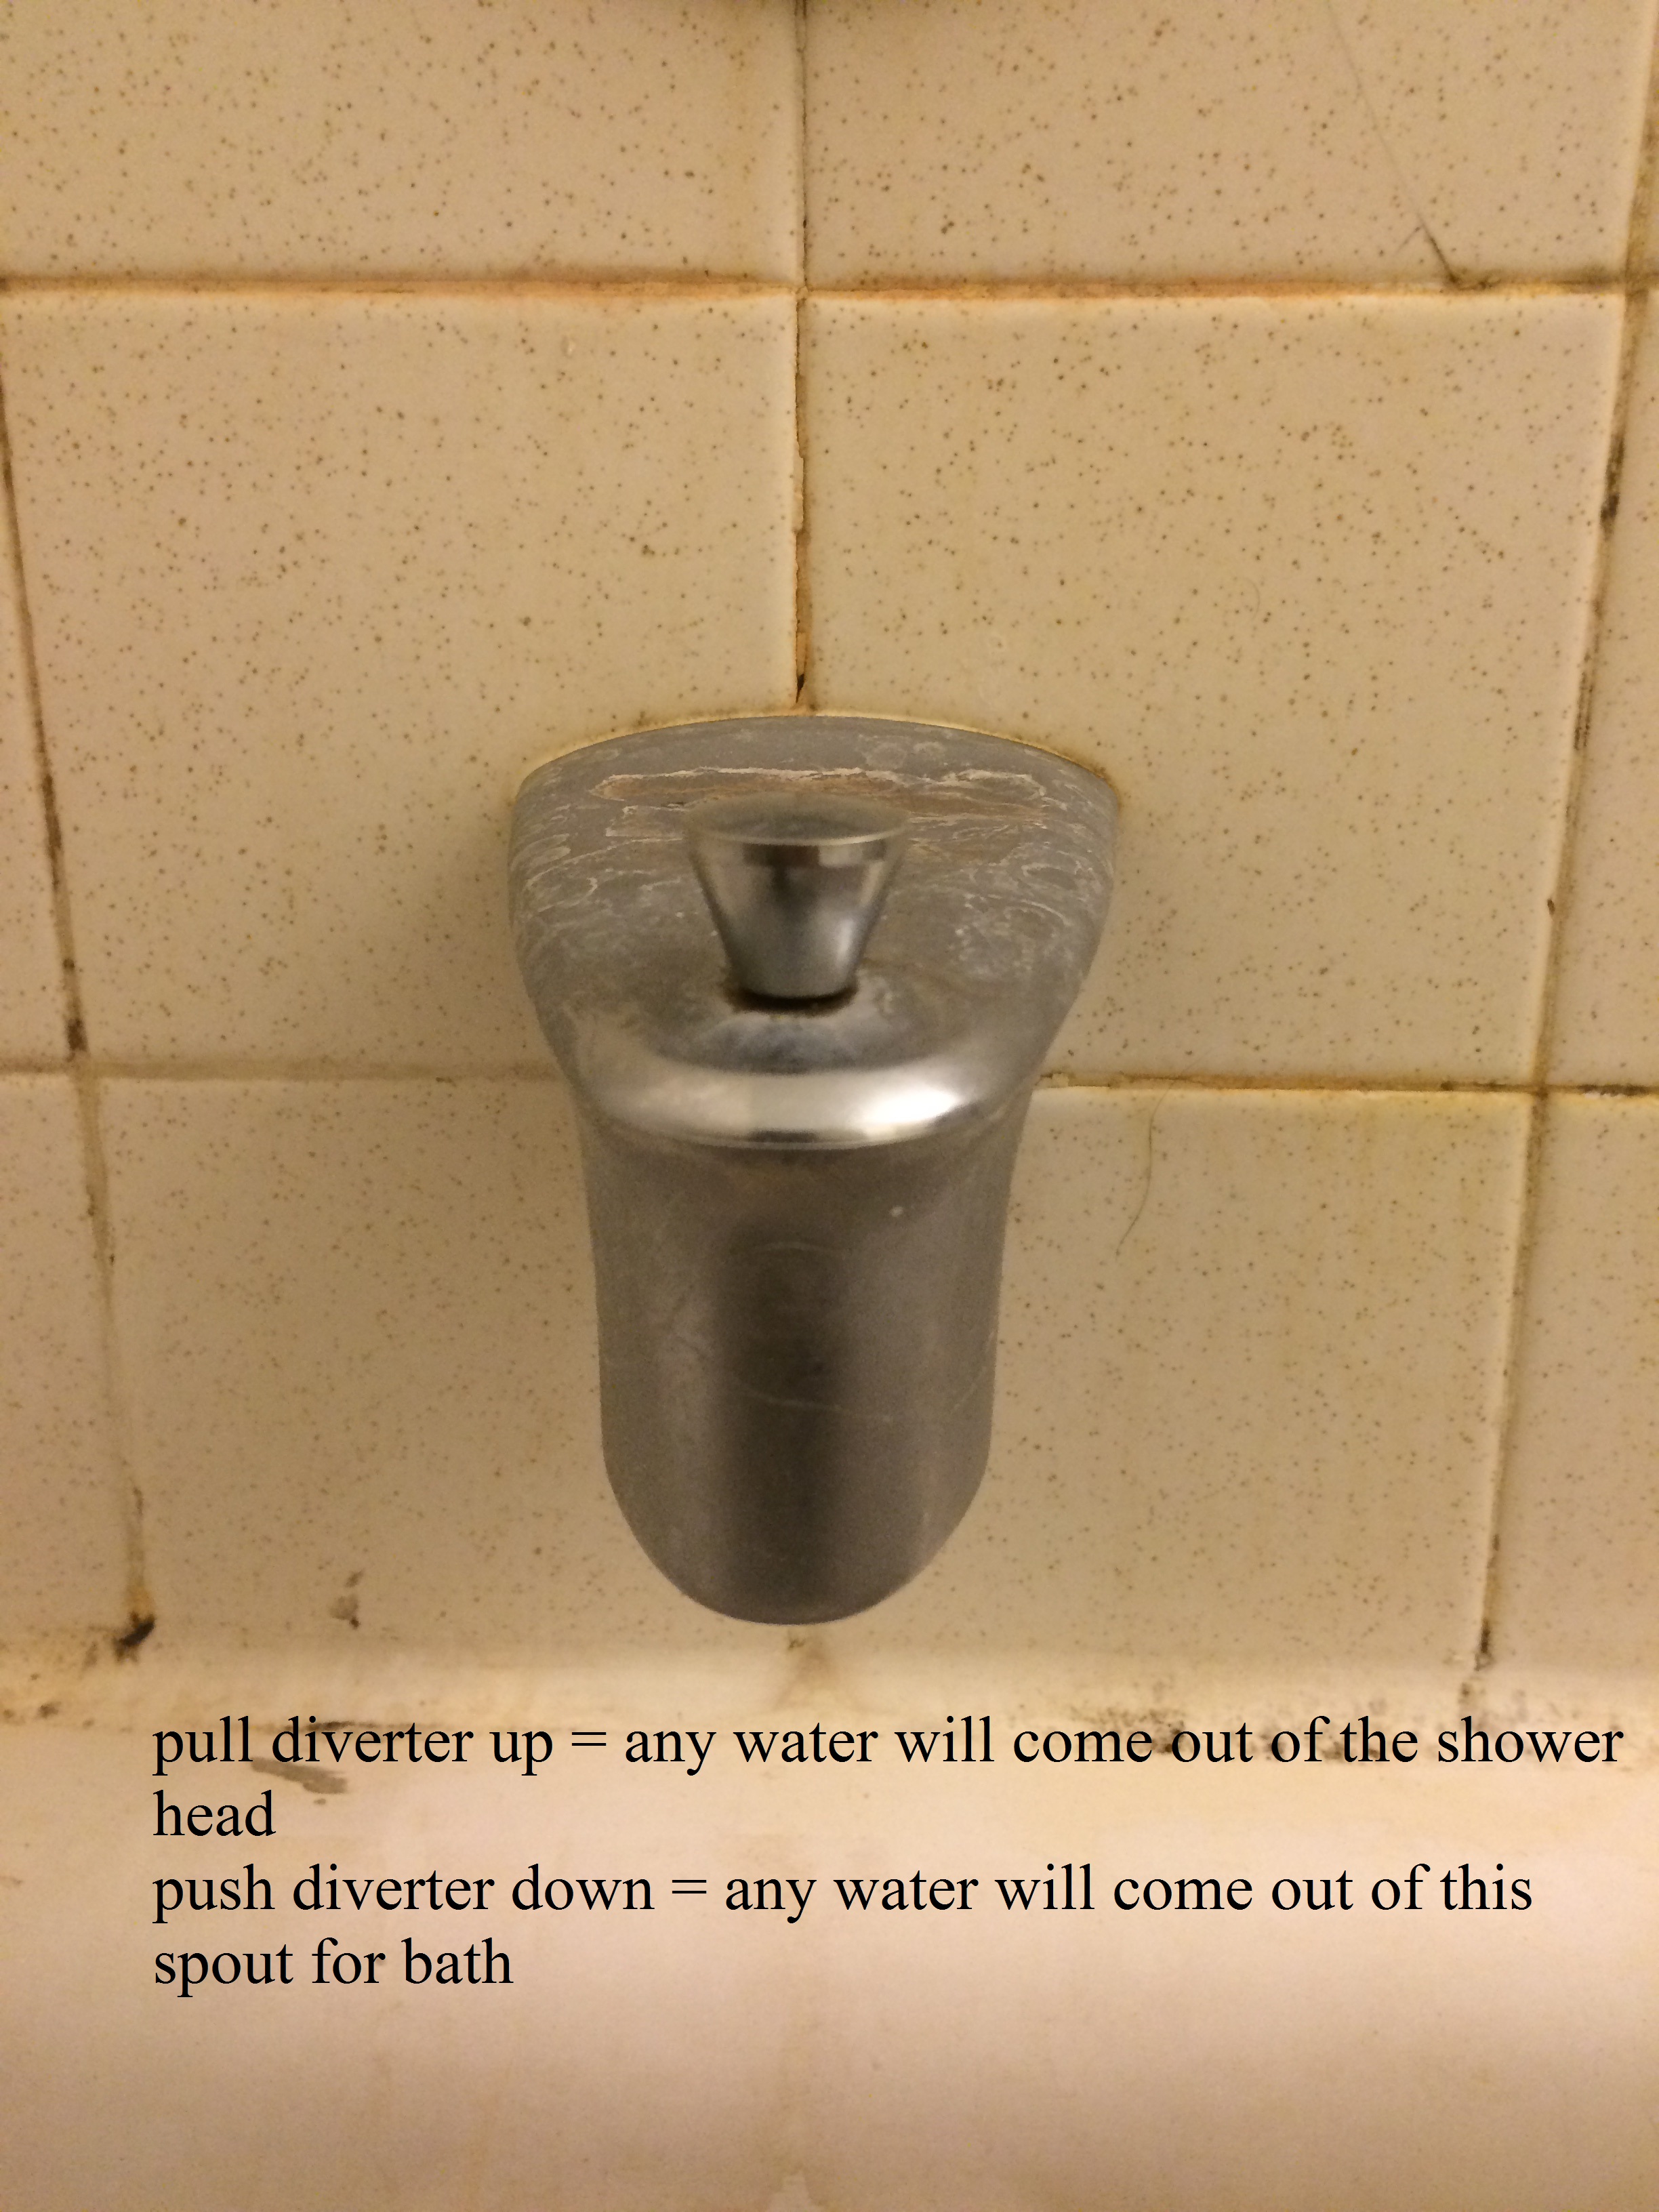 pull diverter up = any water will come out of the shower
head
push diverter down = any water will come out of this
spout for bath